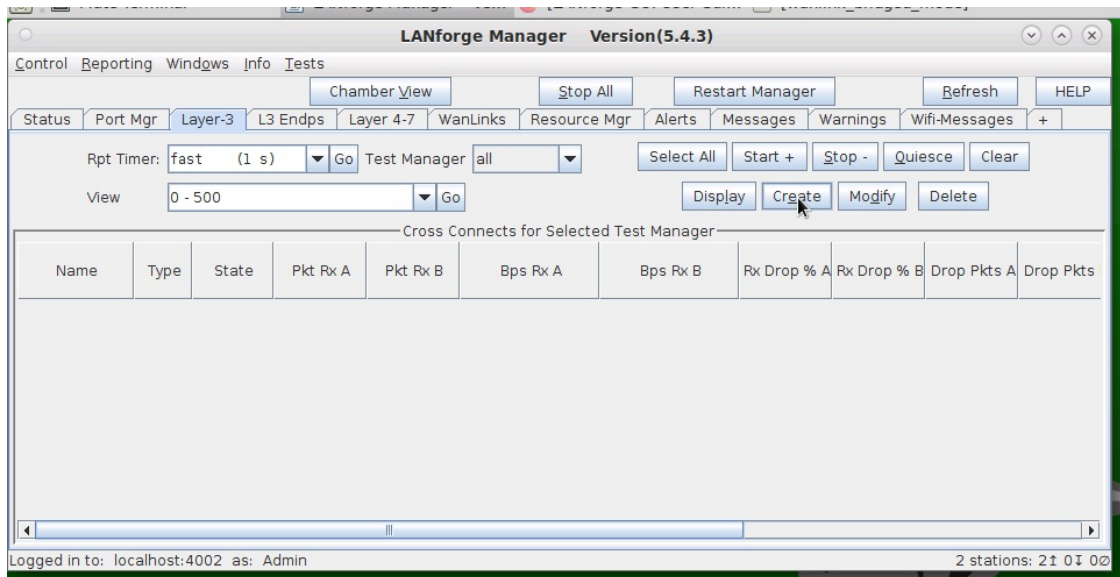 LANforge Manager Version(5.4.3)
Control Reporting Windows Info Tests
Chamber View Stop All Restart Manager Refresh HELP
Status Port Mgr Layer-3 L3 Endps Layer 4-7 WanLinks Resource Mgr Alerts Messages Warnings Wifi-Messages +
Rpt Timer: fast (1 s) Go Test Manager all Select All Start + Stop - Quiesce Clear
View 0 - 500 Go Display Create Modify Delete
Cross Connects for Selected Test Manager
Name Type State Pkt Rx A Pkt Rx B Bps Rx A Bps Rx B Rx Drop % A Rx Drop % B Drop Pkts A Drop Pkts
Logged in to: localhost:4002 as: Admin 2 stations: 2↥ 0↧ 0∅